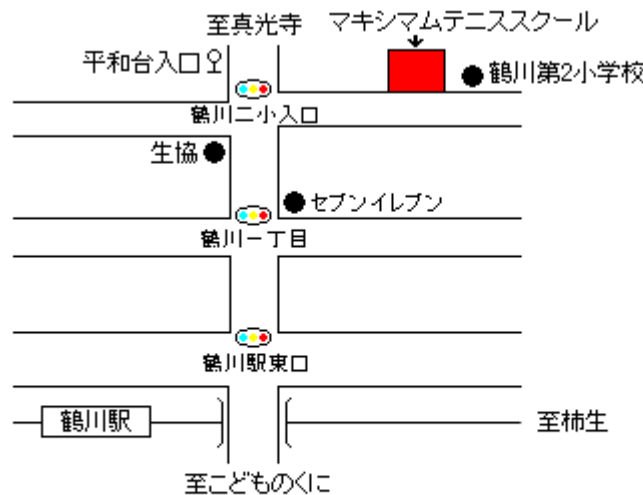 至真光寺
マキシマムテニススクール
平和台入口
鶴川第2小学校
鶴川二小入口
生協
セブンイレブン
鶴川一丁目
鶴川駅東口
鶴川駅
至柿生
至こどものくに